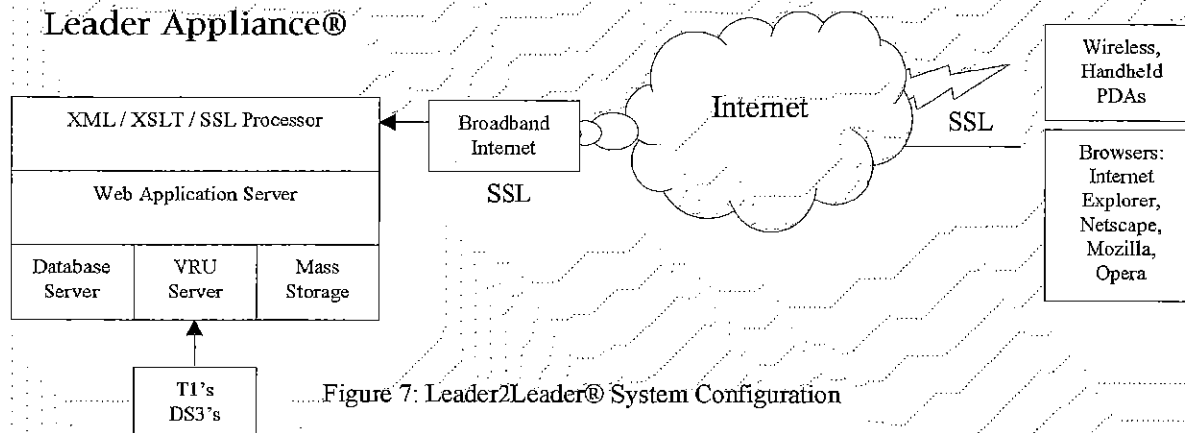 Leader Appliance®
XML / XSLT / SSL Processor
Web Application Server
Database
Server
VRU
Server
Mass
Storage
T1's
DS3's
Broadband
Internet
SSL
Internet
SSL
Wireless,
Handheld
PDAs
Browsers:
Internet
Explorer,
Netscape,
Mozilla,
Opera
Figure 7: Leader2Leader® System Configuration